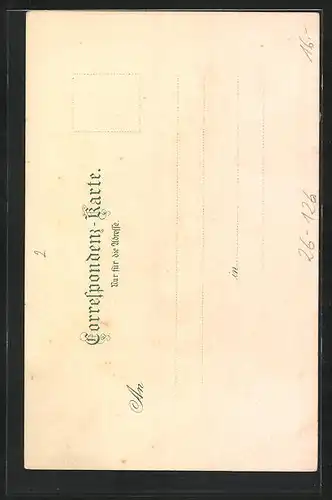 Correspondenz-Karte.
Nur für die Adresse.
An
in
2
26-126
16.-